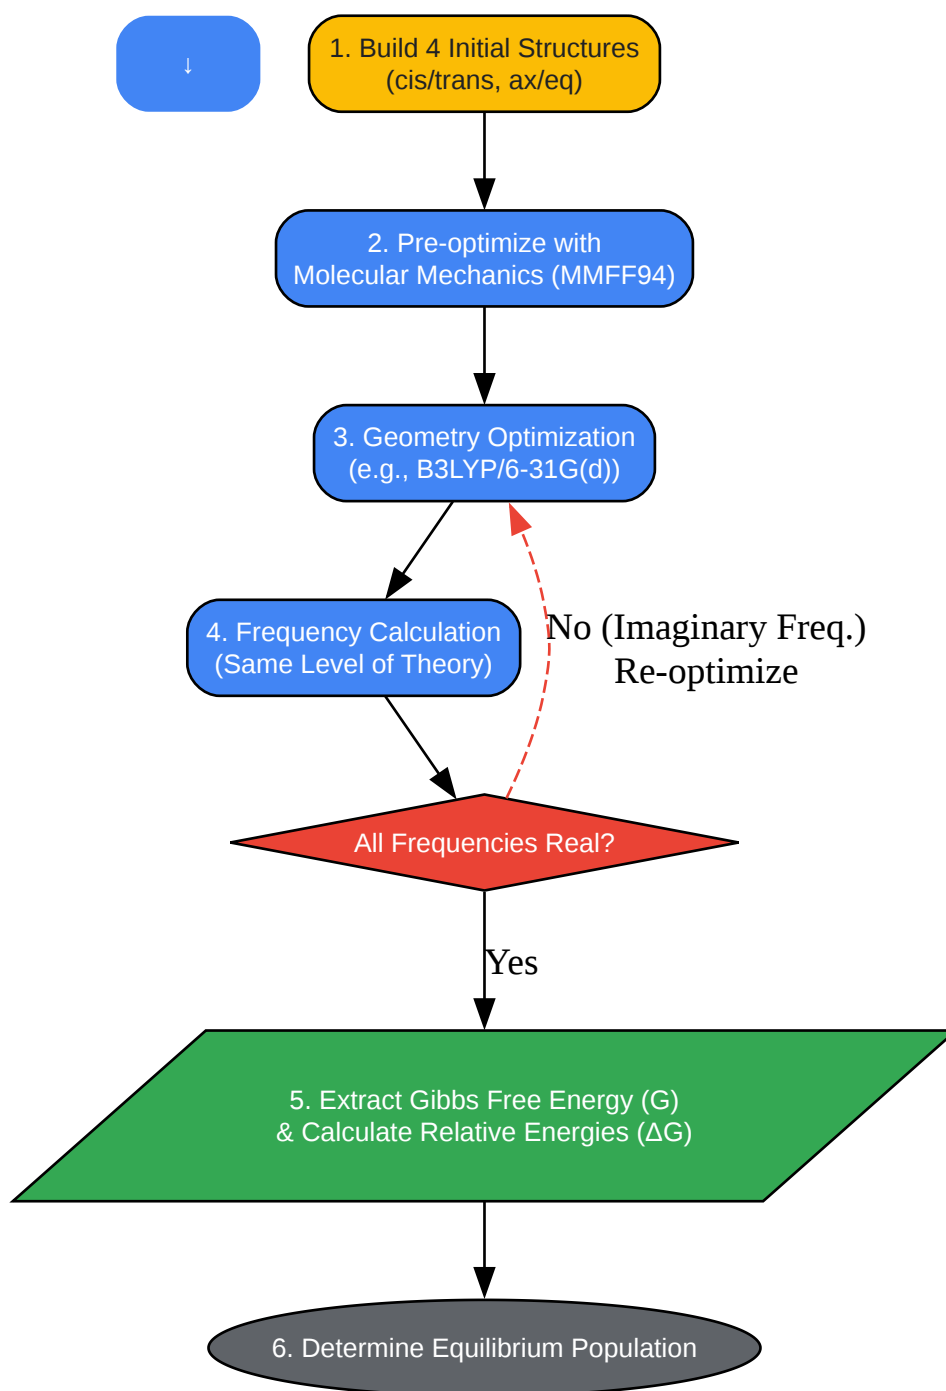 ↓
1. Build 4 Initial Structures
(cis/trans, ax/eq)
2. Pre-optimize with
Molecular Mechanics (MMFF94)
3. Geometry Optimization
(e.g., B3LYP/6-31G(d))
4. Frequency Calculation
(Same Level of Theory)
No (Imaginary Freq.)
Re-optimize
All Frequencies Real?
Yes
5. Extract Gibbs Free Energy (G)
& Calculate Relative Energies (ΔG)
6. Determine Equilibrium Population